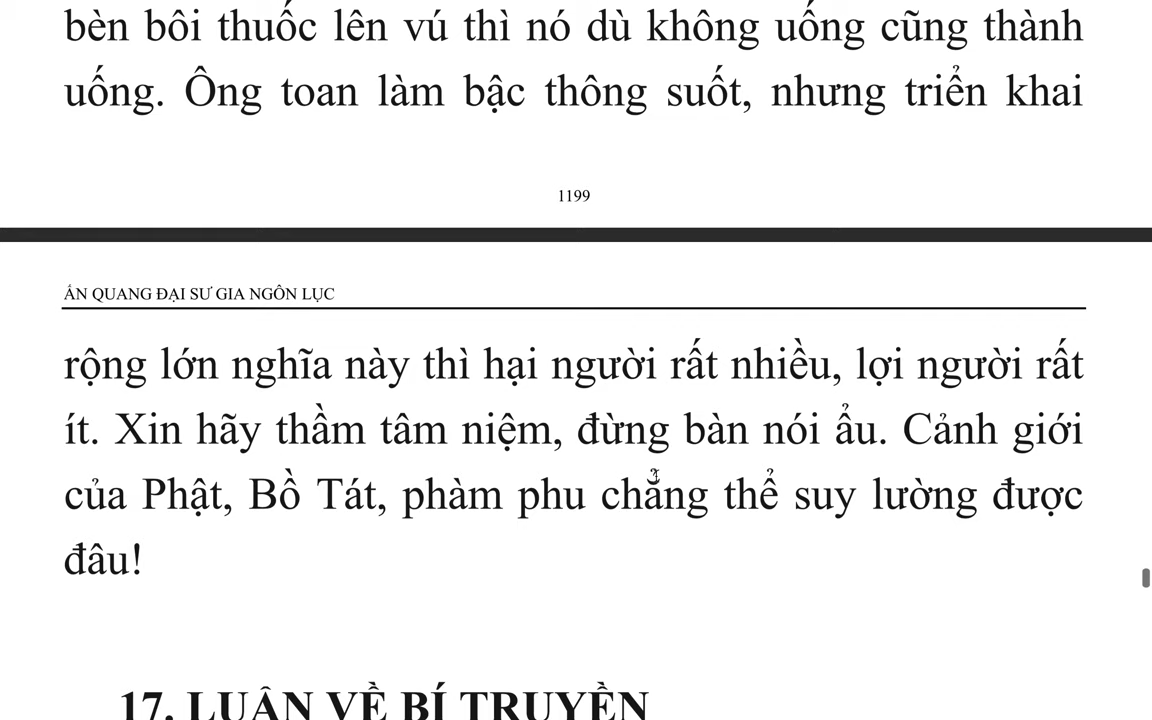 bèn bôi thuốc lên vú thì nó dù không uống cũng thành
uống. Ông toan làm bậc thông suốt, nhưng triển khai
1199
ẤN QUANG ĐẠI SƯ GIA NGÔN LỤC
rộng lớn nghĩa này thì hại người rất nhiều, lợi người rất
ít. Xin hãy thầm tâm niệm, đừng bàn nói ẩu. Cảnh giới
của Phật, Bồ Tát, phàm phu chẳng thể suy lường được
đâu!
17. LUẬN VỀ BÍ TRUYỀN